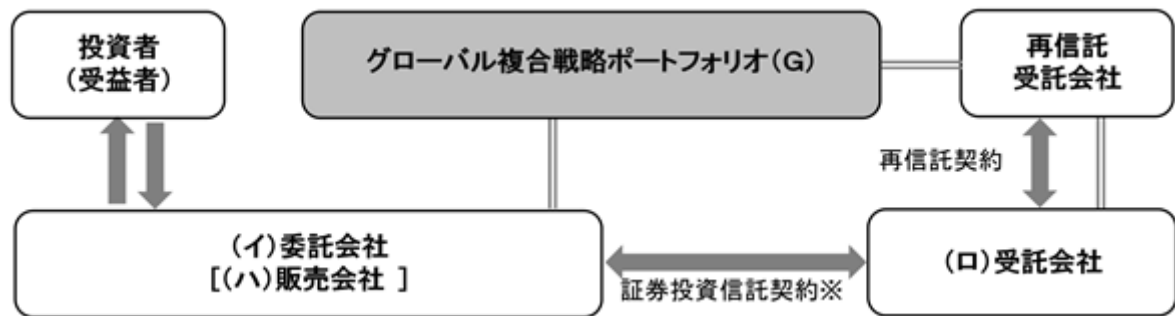 投資者
(受益者)
グローバル複合戦略ポートフォリオ(G)
再信託
受託会社
再信託契約
(イ)委託会社
[(ハ)販売会社 ]
証券投資信託契約※
(ロ)受託会社